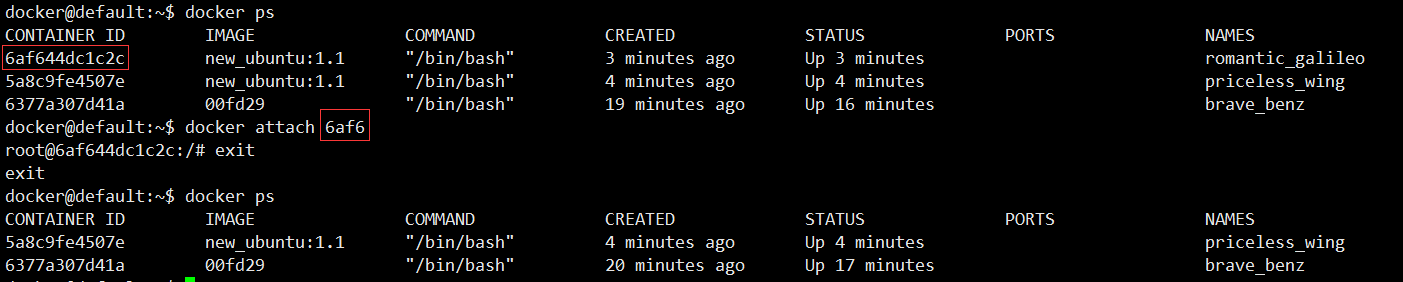 docker@default:~$ docker ps
CONTAINER ID IMAGE COMMAND CREATED STATUS PORTS NAMES
6af644dc1c2c new_ubuntu:1.1 "/bin/bash" 3 minutes ago Up 3 minutes romantic_galileo
5a8c9fe4507e new_ubuntu:1.1 "/bin/bash" 4 minutes ago Up 4 minutes priceless_wing
6377a307d41a 00fd29 "/bin/bash" 19 minutes ago Up 16 minutes brave_benz
docker@default:~$ docker attach 6af6
root@6af644dc1c2c:/# exit
exit
docker@default:~$ docker ps
CONTAINER ID IMAGE COMMAND CREATED STATUS PORTS NAMES
5a8c9fe4507e new_ubuntu:1.1 "/bin/bash" 4 minutes ago Up 4 minutes priceless_wing
6377a307d41a 00fd29 "/bin/bash" 20 minutes ago Up 17 minutes brave_benz